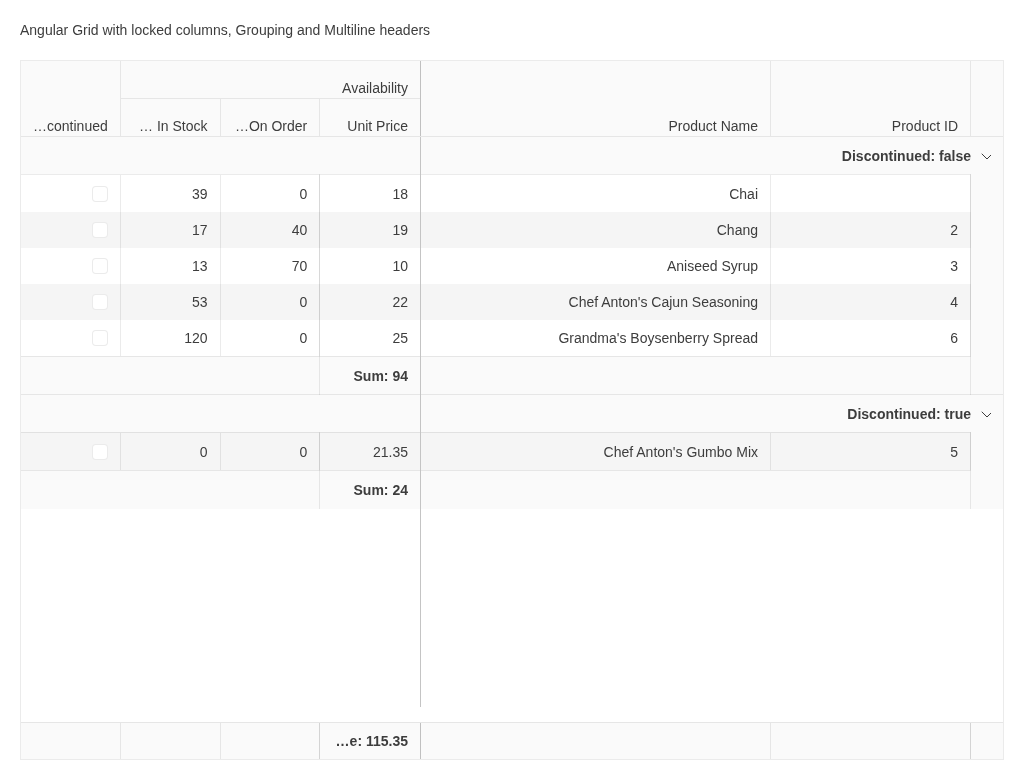 Angular Grid with locked columns, Grouping and Multiline headers
Availability
…continued … In Stock …On Order Unit Price Product Name Product ID
Discontinued: false
39 0 18 Chai
17 40 19 Chang 2
13 70 10 Aniseed Syrup 3
53 0 22 Chef Anton's Cajun Seasoning 4
120 0 25 Grandma's Boysenberry Spread 6
Sum: 94
Discontinued: true
0 0 21.35 Chef Anton's Gumbo Mix 5
Sum: 24
…e: 115.35